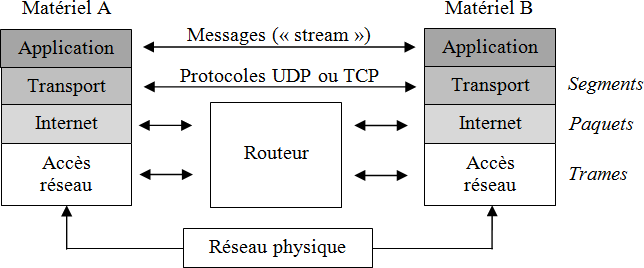 Matériel A
Matériel B
Application
Messages (« stream »)
Application
Transport
Protocoles UDP ou TCP
Transport
Segments
Internet
Routeur
Internet
Paquets
Accès
réseau
Accès
réseau
Trames
Réseau physique